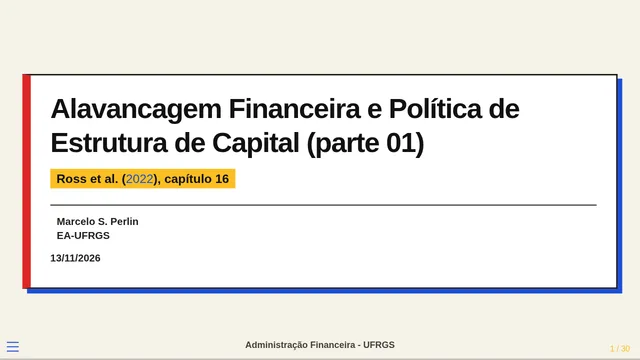 Alavancagem Financeira e Política de
Estrutura de Capital (parte 01)
Ross et al. (2022), capítulo 16
Marcelo S. Perlin
EA-UFRGS
13/11/2026
Administração Financeira - UFRGS
1 / 30